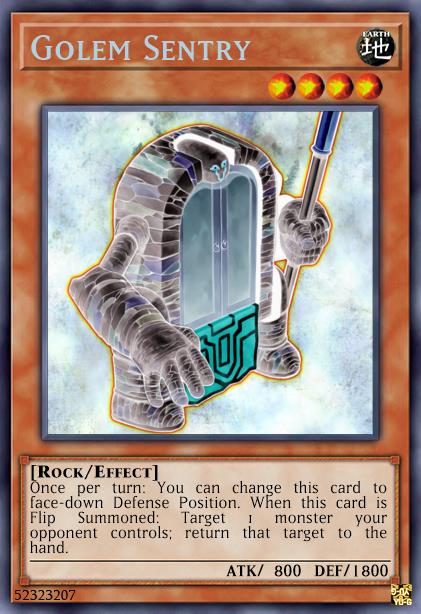 Golem Sentry
EARTH
地
[Rock/Effect]
Once per turn: You can change this card to
face-down Defense Position. When this card is
Flip Summoned: Target 1 monster your
opponent controls; return that target to the
hand.
ATK/ 800 DEF/1800
52323207